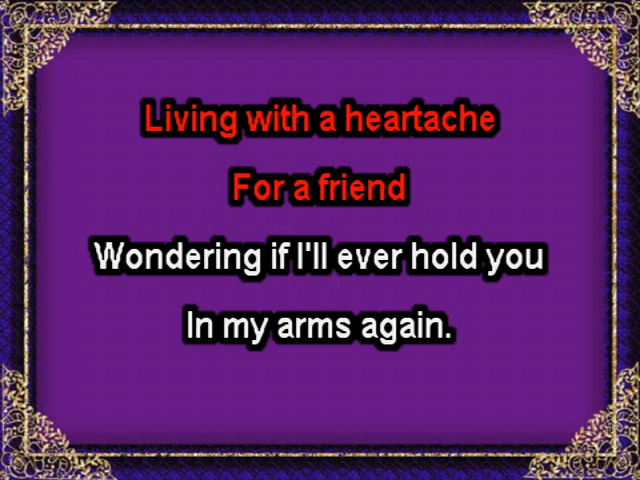 Living with a heartache
For a friend
Wondering if I'll ever hold you
In my arms again.